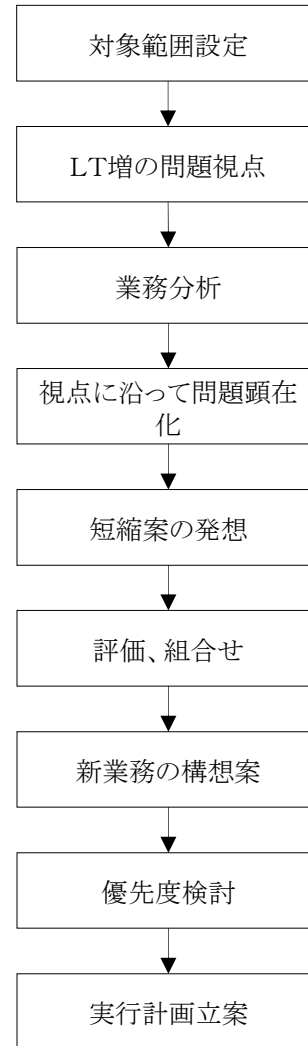 対象範囲設定
LT増の問題視点
業務分析
視点に沿って問題顕在
化
短縮案の発想
評価、組合せ
新業務の構想案
優先度検討
実行計画立案